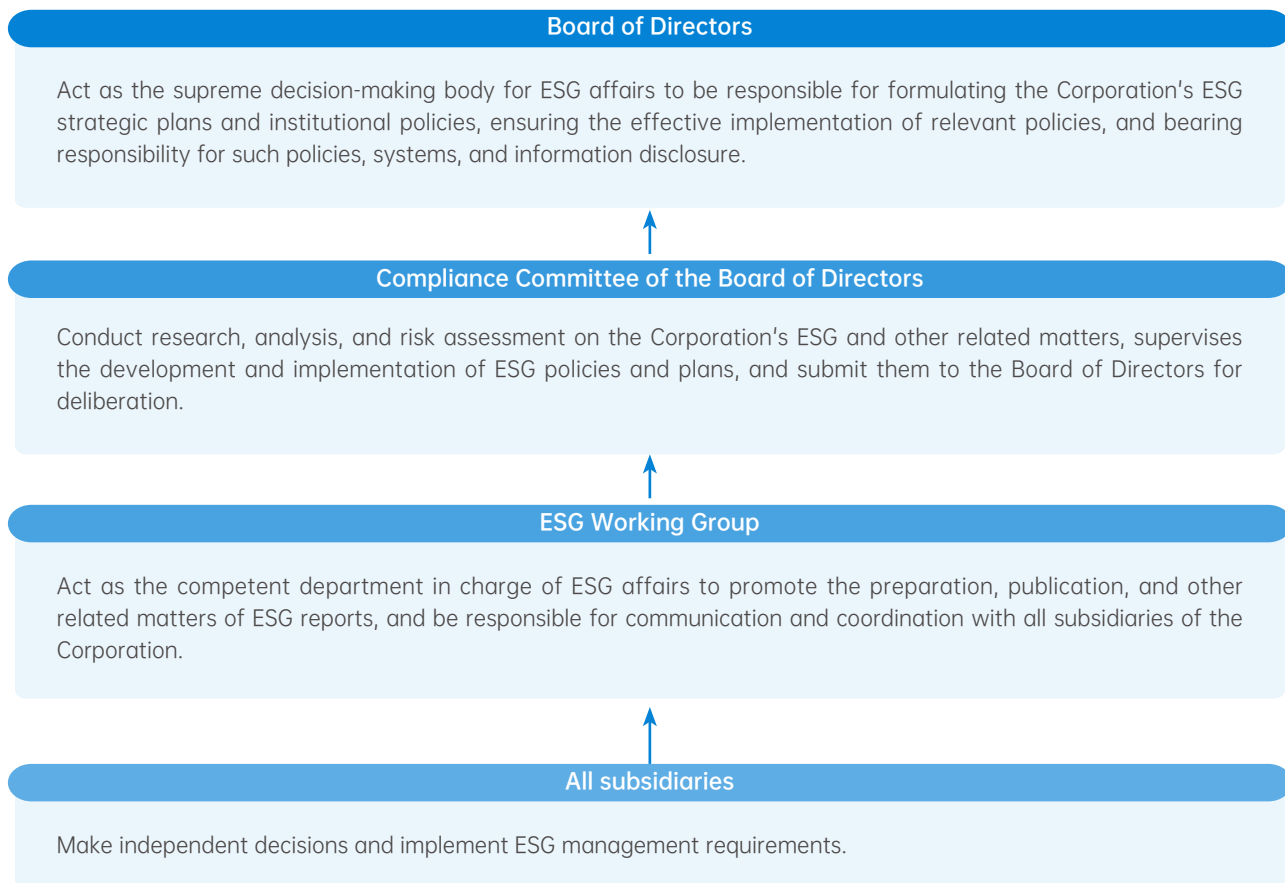 Board of Directors
Act as the supreme decision-making body for ESG affairs to be responsible for formulating the Corporation's ESG
strategic plans and institutional policies, ensuring the effective implementation of relevant policies, and bearing
responsibility for such policies, systems, and information disclosure.
Compliance Committee of the Board of Directors
Conduct research, analysis, and risk assessment on the Corporation's ESG and other related matters, supervises
the development and implementation of ESG policies and plans, and submit them to the Board of Directors for
deliberation.
ESG Working Group
Act as the competent department in charge of ESG affairs to promote the preparation, publication, and other
related matters of ESG reports, and be responsible for communication and coordination with all subsidiaries of the
Corporation.
All subsidiaries
Make independent decisions and implement ESG management requirements.